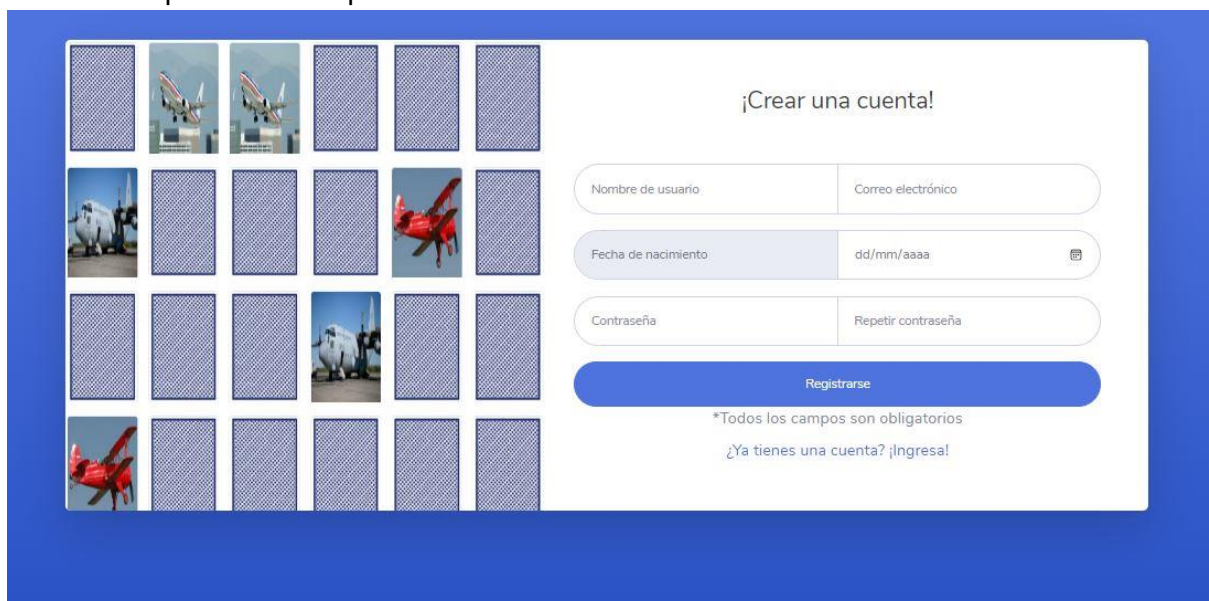 ¡Crear una cuenta!
Nombre de usuario Correo electrónico
Fecha de nacimiento dd/mm/aaaa
Contraseña Repetir contraseña
Registrarse
*Todos los campos son obligatorios
¿Ya tienes una cuenta? ¡Ingresa!